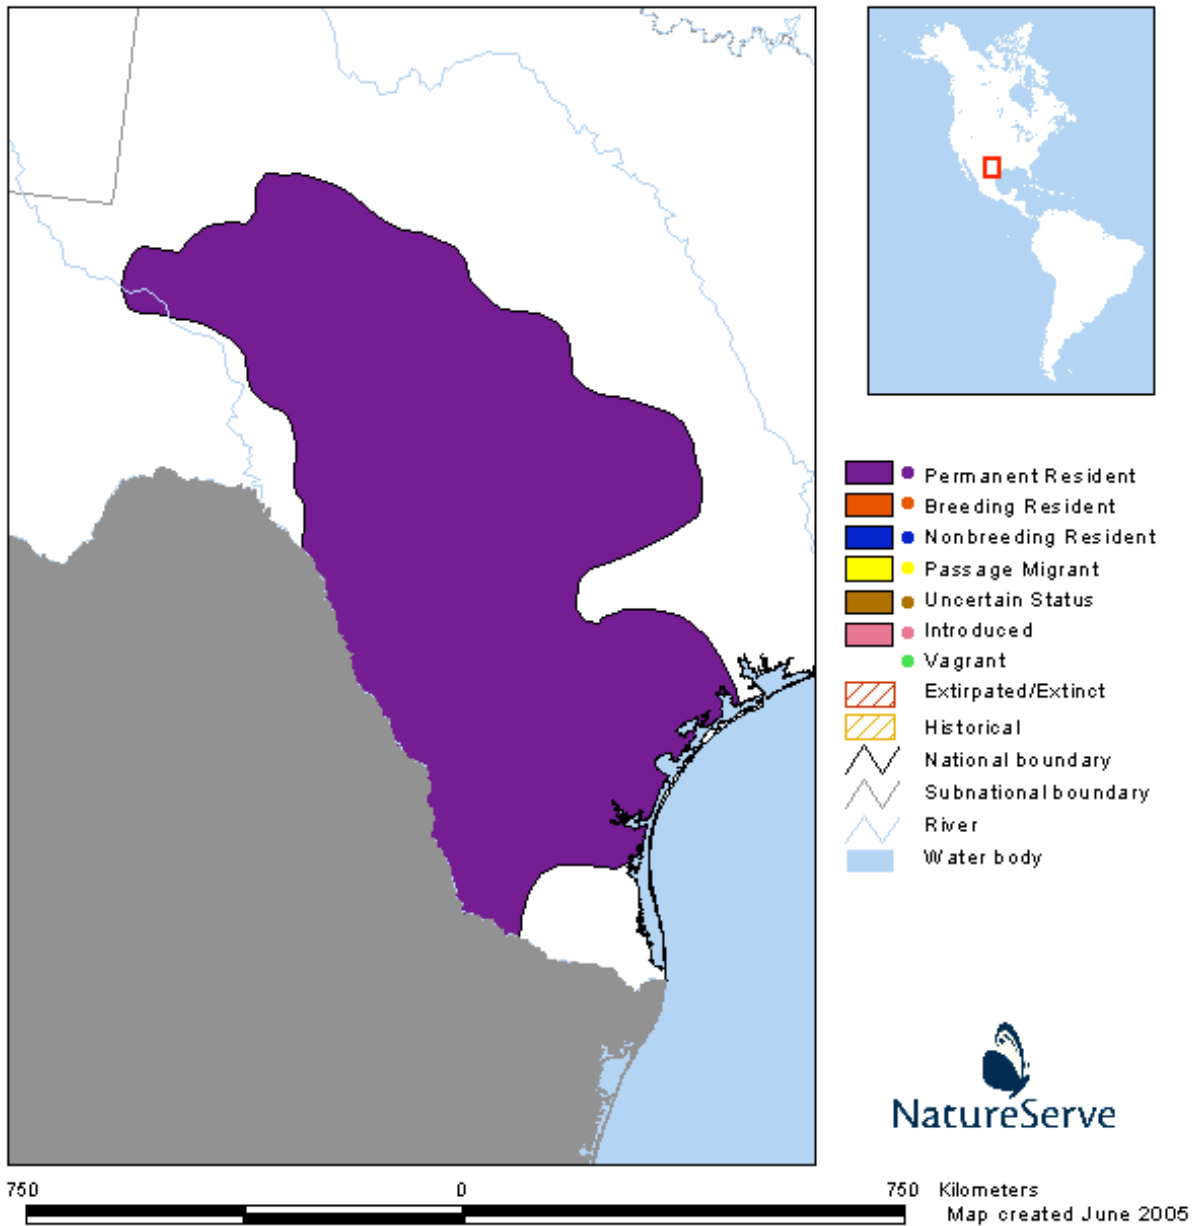 Permanent Resident
Breeding Resident
Nonbreeding Resident
Passage Migrant
Uncertain Status
Introduced
Vagrant
Extirpated/Extinct
Historical
National boundary
Subnational boundary
River
Water body
NatureServe
750 0 750 Kilometers
Map created June 2005